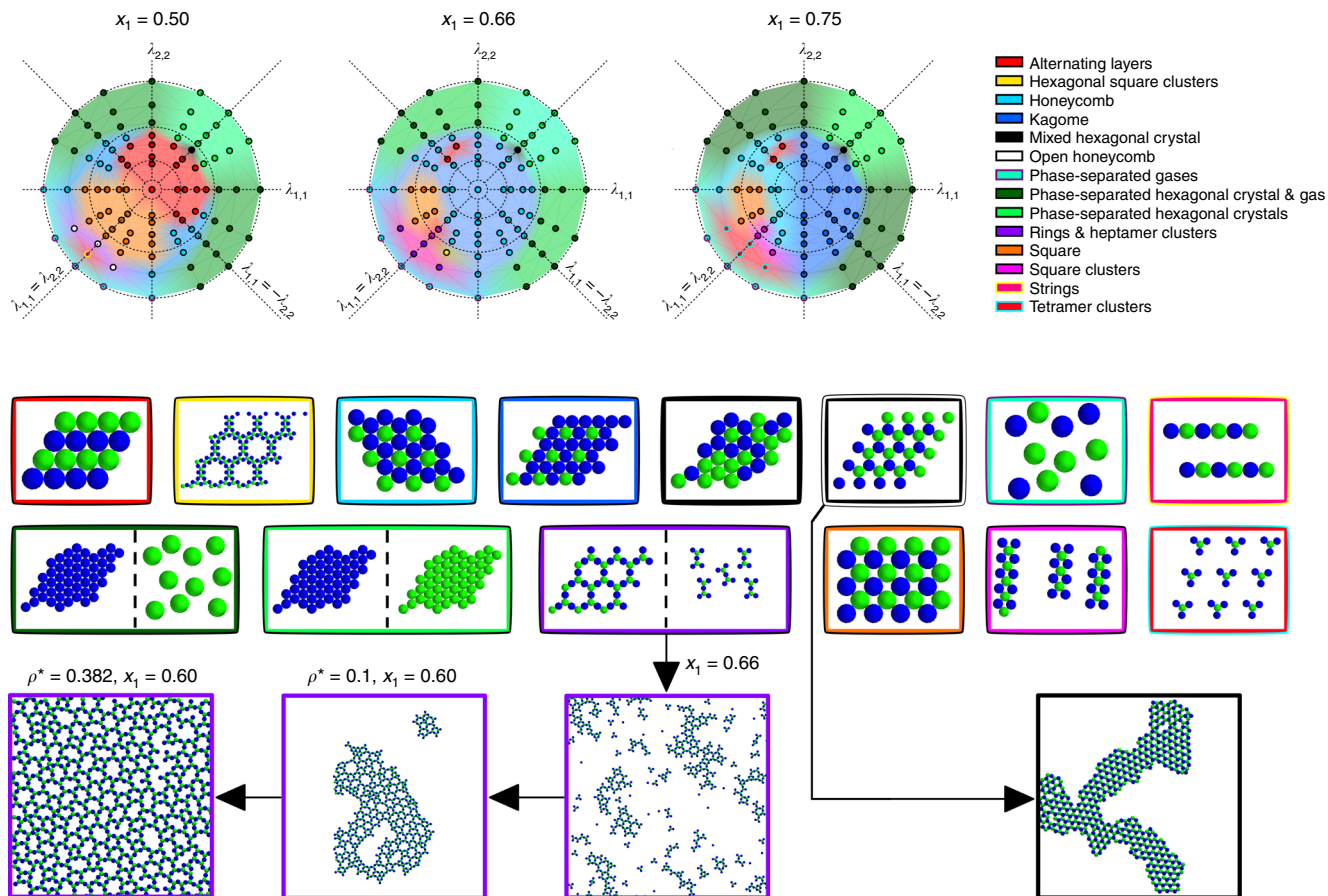 x₁ = 0.50
x₁ = 0.66
x₁ = 0.75
λ₂,₂
λ₂,₂
λ₂,₂
λ₁,₁
λ₁,₁
λ₁,₁
λ₁,₁ = λ₂,₂
λ₁,₁ = −λ₂,₂
λ₁,₁ = λ₂,₂
λ₁,₁ = −λ₂,₂
λ₁,₁ = λ₂,₂
λ₁,₁ = −λ₂,₂
Alternating layers
Hexagonal square clusters
Honeycomb
Kagome
Mixed hexagonal crystal
Open honeycomb
Phase-separated gases
Phase-separated hexagonal crystal & gas
Phase-separated hexagonal crystals
Rings & heptamer clusters
Square
Square clusters
Strings
Tetramer clusters
x₁ = 0.66
ρ* = 0.382, x₁ = 0.60
ρ* = 0.1, x₁ = 0.60